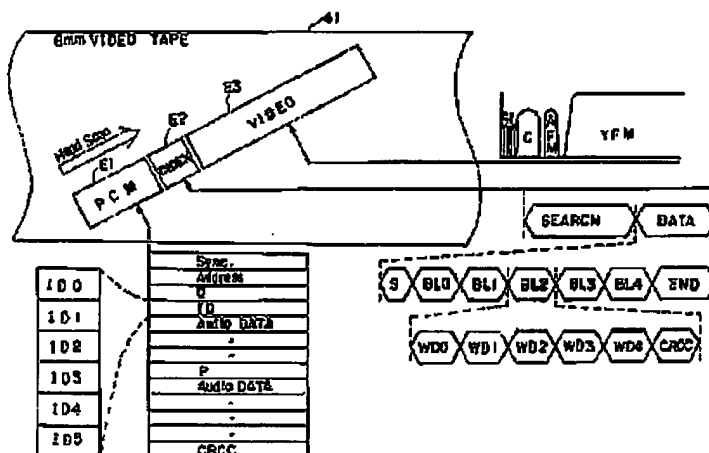 41
8mm VIDEO TAPE
E3
VIDEO
E2
INDEX
Head Scan
E1
PCM
C
AFM
YFM
SEARCH DATA
S BL0 BL1 BL2 BL3 BL4 END
WD0 WD1 WD2 WD3 WD4 CRCC
Sync.
Address
Q
ID
Audio DATA
"
"
P
Audio DATA
"
"
"
CRCC
ID0
ID1
ID2
ID3
ID4
ID5